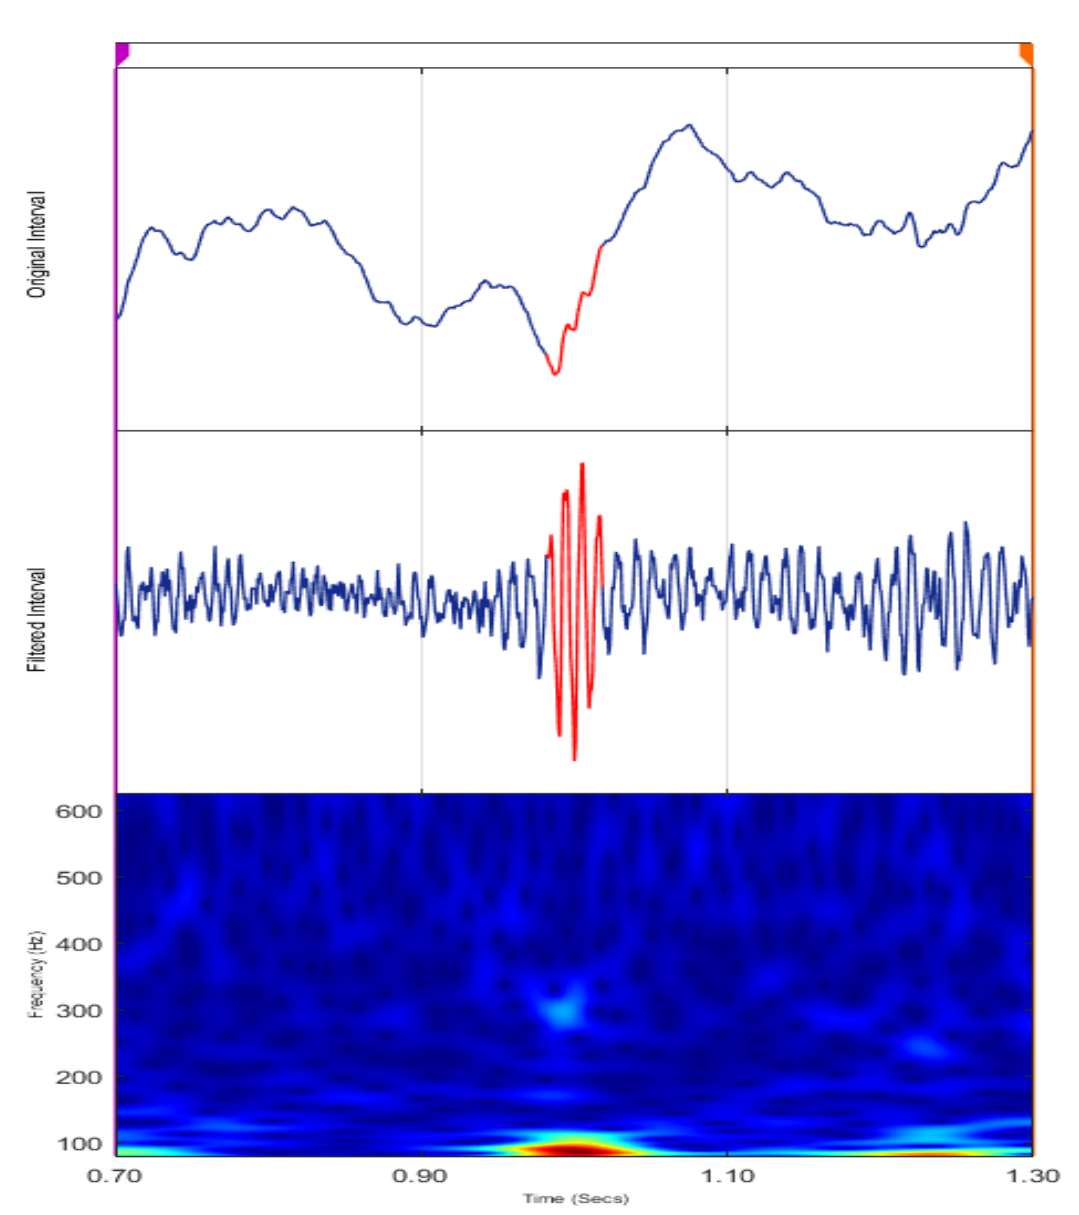 Original Interval
Filtered Interval
Frequency (Hz)
600
500
400
300
200
100
0.70 0.90 1.10 1.30
Time (Secs)